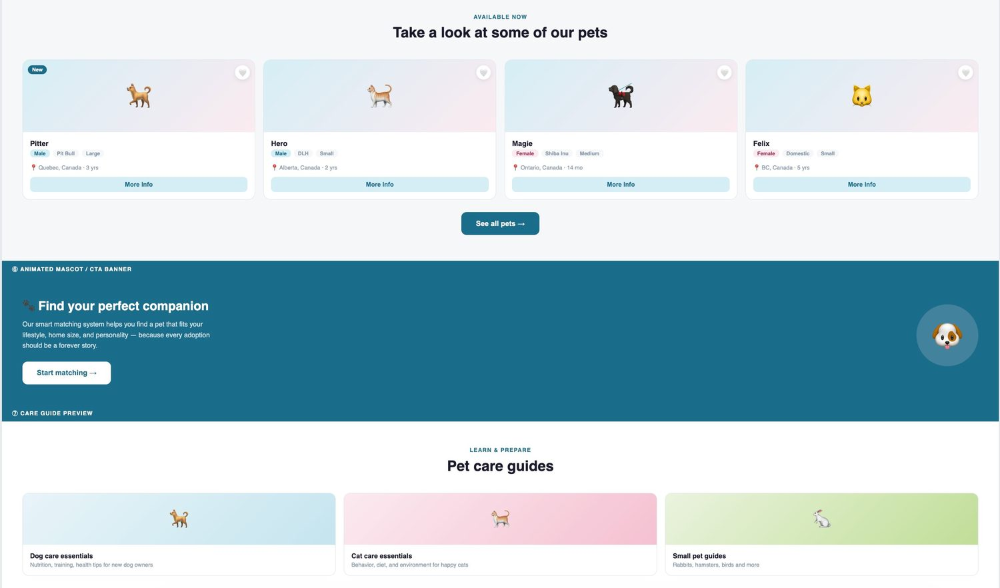 AVAILABLE NOW
Take a look at some of our pets
New
Pitter
Male Pit Bull Large
Quebec, Canada · 3 yrs
More Info
Hero
Male DLH Small
Alberta, Canada · 2 yrs
More Info
Magie
Female Shiba Inu Medium
Ontario, Canada · 14 mo
More Info
Felix
Female Domestic Small
BC, Canada · 5 yrs
More Info
See all pets →
⑥ ANIMATED MASCOT / CTA BANNER
Find your perfect companion
Our smart matching system helps you find a pet that fits your
lifestyle, home size, and personality — because every adoption
should be a forever story.
Start matching →
⑦ CARE GUIDE PREVIEW
LEARN & PREPARE
Pet care guides
Dog care essentials
Nutrition, training, health tips for new dog owners
Cat care essentials
Behavior, diet, and environment for happy cats
Small pet guides
Rabbits, hamsters, birds and more